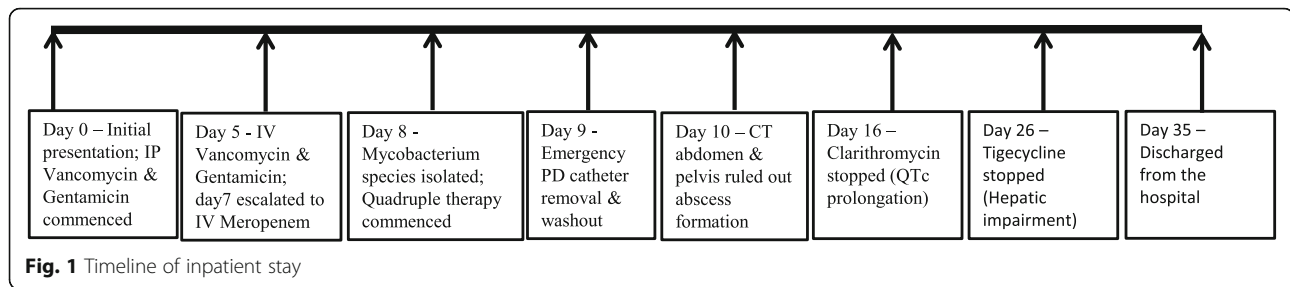 Day 0 – Initial
presentation; IP
Vancomycin &
Gentamicin
commenced
Day 5 - IV
Vancomycin &
Gentamicin;
day7 escalated to
IV Meropenem
Day 8 -
Mycobacterium
species isolated;
Quadruple therapy
commenced
Day 9 -
Emergency
PD catheter
removal &
washout
Day 10 – CT
abdomen &
pelvis ruled out
abscess
formation
Day 16 –
Clarithromycin
stopped (QTc
prolongation)
Day 26 –
Tigecycline
stopped
(Hepatic
impairment)
Day 35 –
Discharged
from the
hospital
Fig. 1 Timeline of inpatient stay